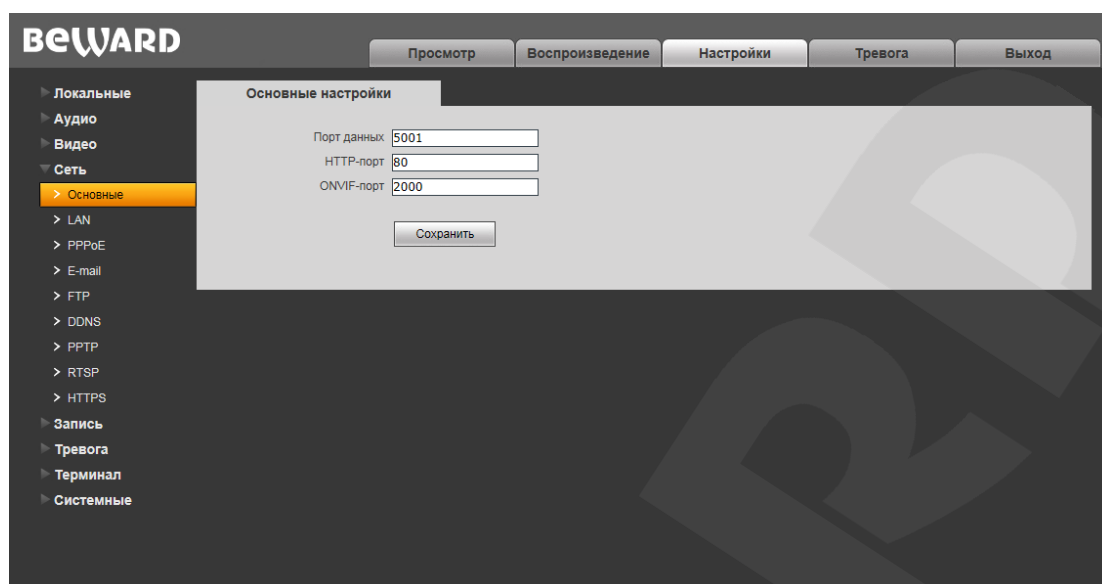 BEWARD
Просмотр Воспроизведение Настройки Тревога Выход
Локальные
Аудио
Видео
Сеть
> Основные
> LAN
> PPPoE
> E-mail
> FTP
> DDNS
> PPTP
> RTSP
> HTTPS
Запись
Тревога
Терминал
Системные
Основные настройки
Порт данных 5001
HTTP-порт 80
ONVIF-порт 2000
Сохранить